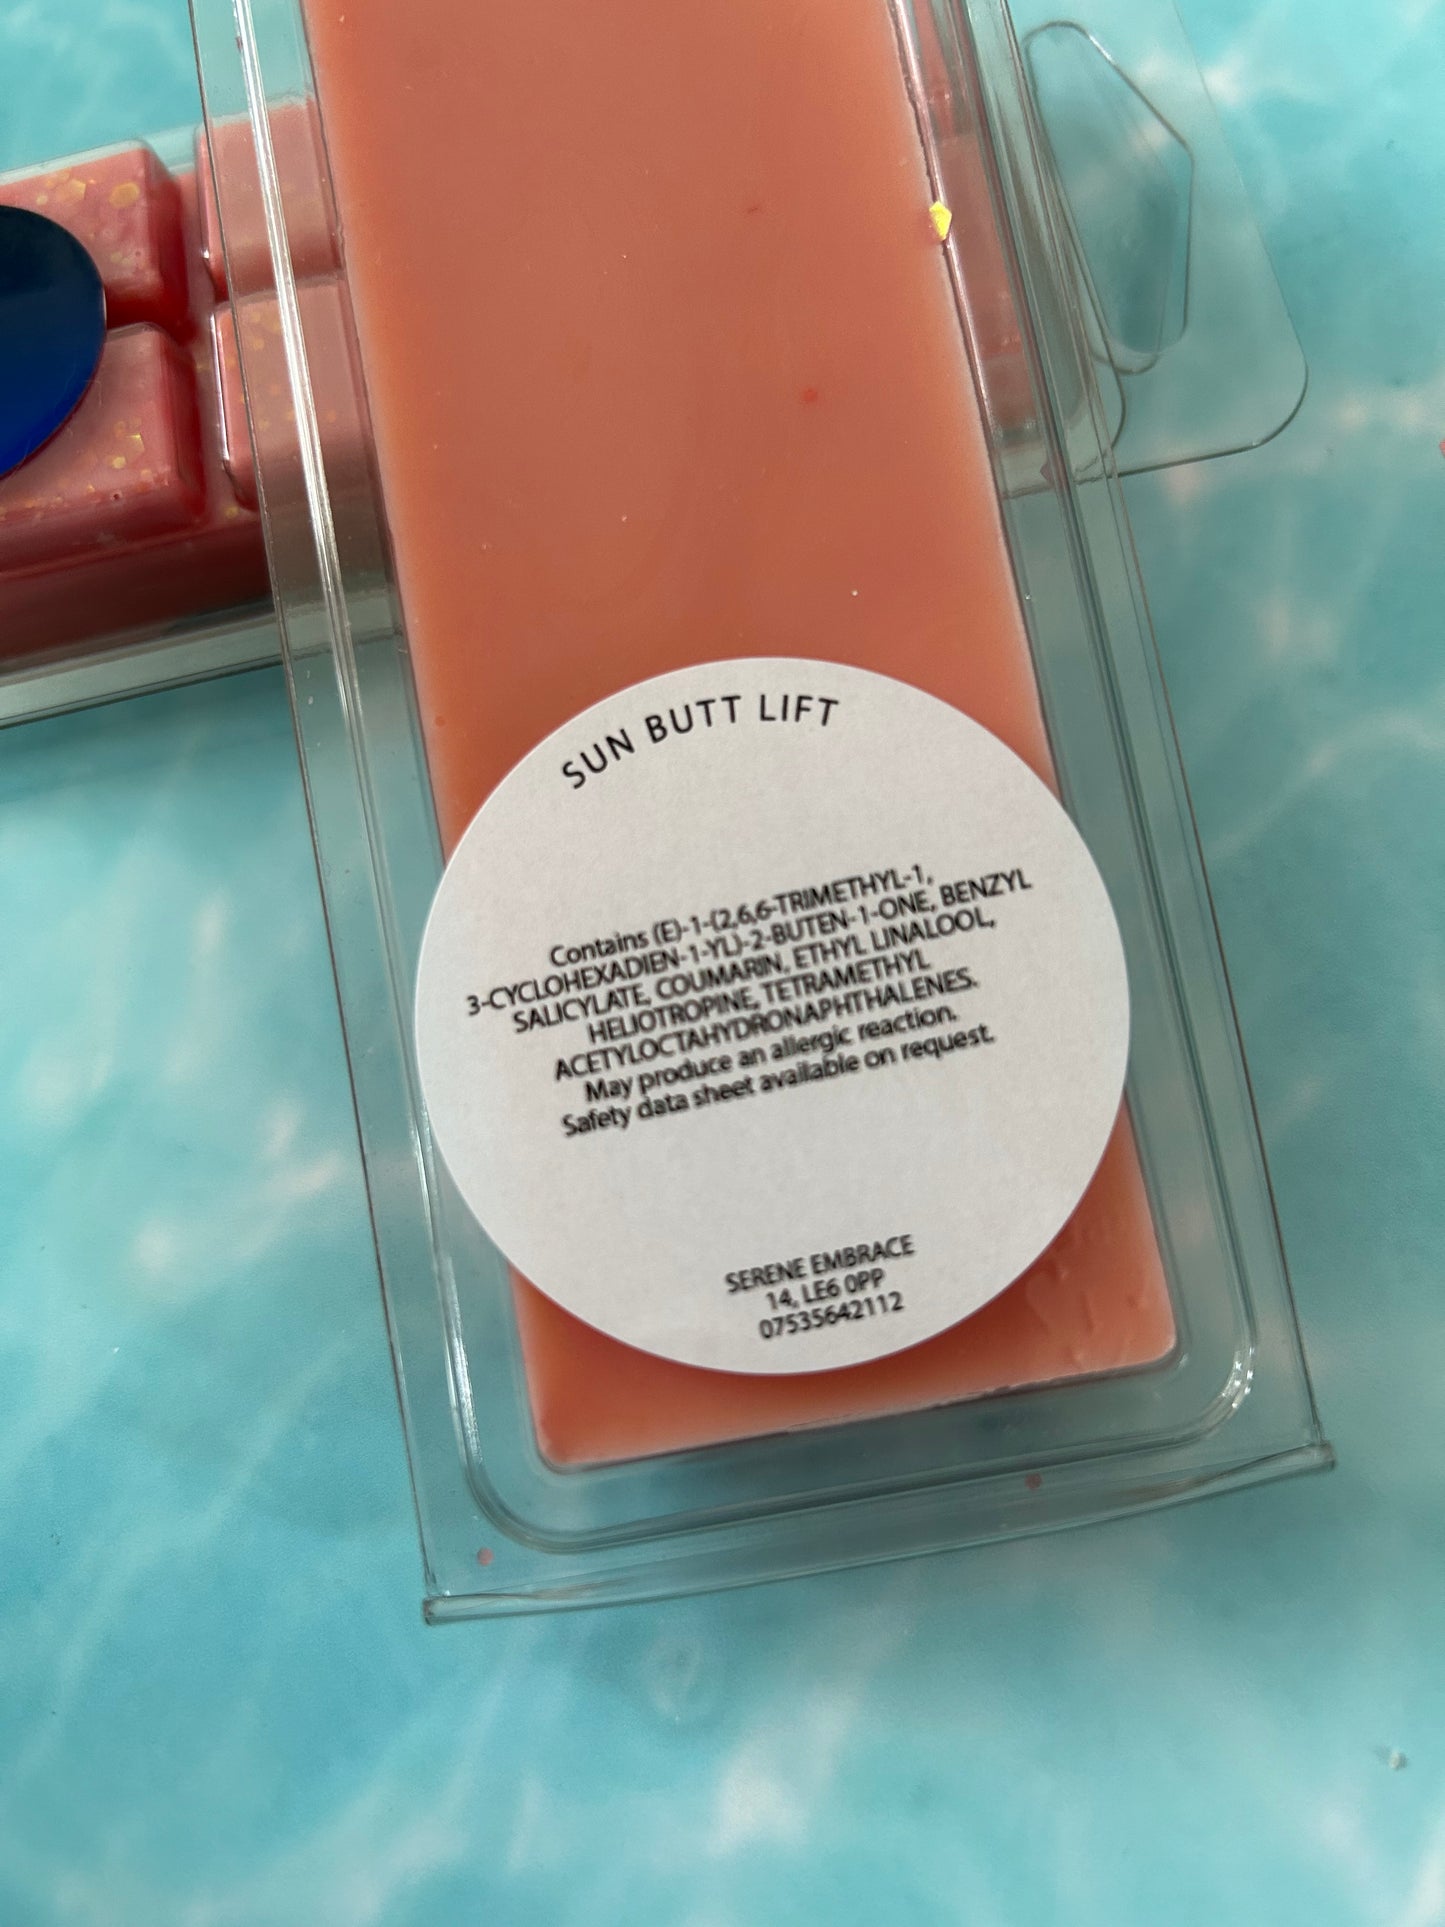 SUN BUTT LIFT
Contains (E)-1-(2,6,6-TRIMETHYL-1,
3-CYCLOHEXADIEN-1-YL)-2-BUTEN-1-ONE, BENZYL
SALICYLATE, COUMARIN, ETHYL LINALOOL,
HELIOTROPINE, TETRAMETHYL
ACETYLOCTAHYDRONAPHTHALENES.
May produce an allergic reaction.
Safety data sheet available on request.
SERENE EMBRACE
14, LE6 0PP
07535642112